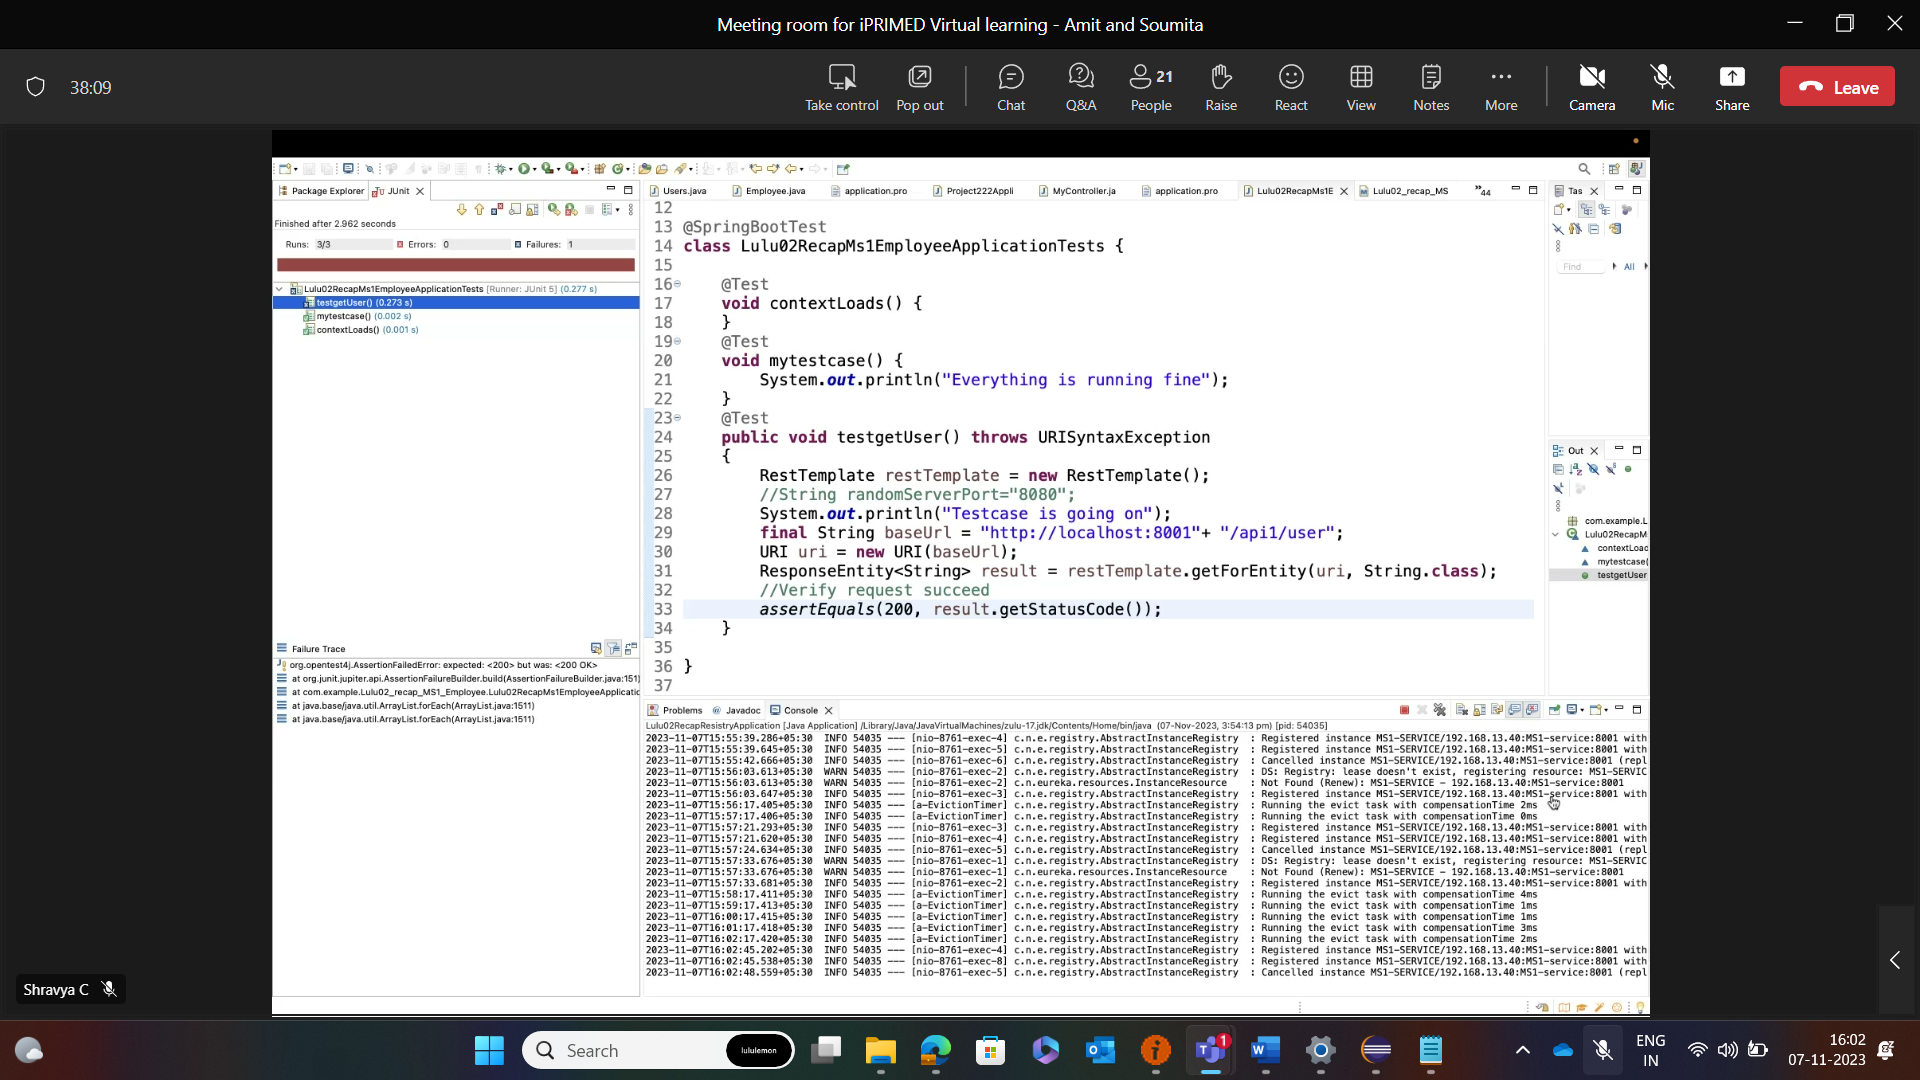 Meeting room for iPRIMED Virtual learning - Amit and Soumita
38:09
Take control
Pop out
Chat
Q&A
21
People
Raise
React
View
Notes
More
Camera
Mic
Share
Leave
Package Explorer
JUnit
Finished after 2.962 seconds
Runs: 3/3 Errors: 0 Failures: 1
Lulu02RecapMs1EmployeeApplicationTests [Runner: JUnit 5] (0.277 s)
testgetUser() (0.273 s)
mytestcase() (0.002 s)
contextLoads() (0.001 s)
Failure Trace
org.opentest4j.AssertionFailedError: expected: <200> but was: <200 OK>
at org.junit.jupiter.api.AssertionFailureBuilder.build(AssertionFailureBuilder.java:151)
at com.example.Lulu02_recap_MS1_Employee.Lulu02RecapMs1EmployeeApplicatio
at java.base/java.util.ArrayList.forEach(ArrayList.java:1511)
at java.base/java.util.ArrayList.forEach(ArrayList.java:1511)
Users.java
Employee.java
application.pro
Project222Appli
MyController.ja
application.pro
Lulu02RecapMs1E
Lulu02_recap_MS
44
12
13 @SpringBootTest
14 class Lulu02RecapMs1EmployeeApplicationTests {
15
16 @Test
17 void contextLoads() {
18 }
19 @Test
20 void mytestcase() {
21 System.out.println("Everything is running fine");
22 }
23 @Test
24 public void testgetUser() throws URISyntaxException
25 {
26 RestTemplate restTemplate = new RestTemplate();
27 //String randomServerPort="8080";
28 System.out.println("Testcase is going on");
29 final String baseUrl = "http://localhost:8001"+ "/api1/user";
30 URI uri = new URI(baseUrl);
31 ResponseEntity<String> result = restTemplate.getForEntity(uri, String.class);
32 //Verify request succeed
33 assertEquals(200, result.getStatusCode());
34 }
35
36 }
37
Tas
Find
All
Out
com.example.L
Lulu02RecapM
contextLoad
mytestcase(
testgetUser
Problems
Javadoc
Console
Lulu02RecapResistryApplication [Java Application] /Library/Java/JavaVirtualMachines/zulu-17.jdk/Contents/Home/bin/java (07-Nov-2023, 3:54:13 pm) [pid: 54035]
2023-11-07T15:55:39.286+05:30 INFO 54035 --- [nio-8761-exec-4] c.n.e.registry.AbstractInstanceRegistry : Registered instance MS1-SERVICE/192.168.13.40:MS1-service:8001 with
2023-11-07T15:55:39.645+05:30 INFO 54035 --- [nio-8761-exec-5] c.n.e.registry.AbstractInstanceRegistry : Registered instance MS1-SERVICE/192.168.13.40:MS1-service:8001 with
2023-11-07T15:55:42.666+05:30 INFO 54035 --- [nio-8761-exec-6] c.n.e.registry.AbstractInstanceRegistry : Cancelled instance MS1-SERVICE/192.168.13.40:MS1-service:8001 (repl
2023-11-07T15:56:03.613+05:30 WARN 54035 --- [nio-8761-exec-2] c.n.e.registry.AbstractInstanceRegistry : DS: Registry: lease doesn't exist, registering resource: MS1-SERVIC
2023-11-07T15:56:03.613+05:30 WARN 54035 --- [nio-8761-exec-2] c.n.eureka.resources.InstanceResource : Not Found (Renew): MS1-SERVICE - 192.168.13.40:MS1-service:8001
2023-11-07T15:56:03.647+05:30 INFO 54035 --- [nio-8761-exec-3] c.n.e.registry.AbstractInstanceRegistry : Registered instance MS1-SERVICE/192.168.13.40:MS1-service:8001 with
2023-11-07T15:56:17.405+05:30 INFO 54035 --- [a-EvictionTimer] c.n.e.registry.AbstractInstanceRegistry : Running the evict task with compensationTime 2ms
2023-11-07T15:57:17.406+05:30 INFO 54035 --- [a-EvictionTimer] c.n.e.registry.AbstractInstanceRegistry : Running the evict task with compensationTime 0ms
2023-11-07T15:57:21.293+05:30 INFO 54035 --- [nio-8761-exec-3] c.n.e.registry.AbstractInstanceRegistry : Registered instance MS1-SERVICE/192.168.13.40:MS1-service:8001 with
2023-11-07T15:57:21.620+05:30 INFO 54035 --- [nio-8761-exec-4] c.n.e.registry.AbstractInstanceRegistry : Registered instance MS1-SERVICE/192.168.13.40:MS1-service:8001 with
2023-11-07T15:57:24.634+05:30 INFO 54035 --- [nio-8761-exec-5] c.n.e.registry.AbstractInstanceRegistry : Cancelled instance MS1-SERVICE/192.168.13.40:MS1-service:8001 (repl
2023-11-07T15:57:33.676+05:30 WARN 54035 --- [nio-8761-exec-1] c.n.e.registry.AbstractInstanceRegistry : DS: Registry: lease doesn't exist, registering resource: MS1-SERVIC
2023-11-07T15:57:33.676+05:30 WARN 54035 --- [nio-8761-exec-1] c.n.eureka.resources.InstanceResource : Not Found (Renew): MS1-SERVICE - 192.168.13.40:MS1-service:8001
2023-11-07T15:57:33.681+05:30 INFO 54035 --- [nio-8761-exec-2] c.n.e.registry.AbstractInstanceRegistry : Registered instance MS1-SERVICE/192.168.13.40:MS1-service:8001 with
2023-11-07T15:58:17.411+05:30 INFO 54035 --- [a-EvictionTimer] c.n.e.registry.AbstractInstanceRegistry : Running the evict task with compensationTime 4ms
2023-11-07T15:59:17.413+05:30 INFO 54035 --- [a-EvictionTimer] c.n.e.registry.AbstractInstanceRegistry : Running the evict task with compensationTime 1ms
2023-11-07T16:00:17.415+05:30 INFO 54035 --- [a-EvictionTimer] c.n.e.registry.AbstractInstanceRegistry : Running the evict task with compensationTime 1ms
2023-11-07T16:01:17.418+05:30 INFO 54035 --- [a-EvictionTimer] c.n.e.registry.AbstractInstanceRegistry : Running the evict task with compensationTime 3ms
2023-11-07T16:02:17.420+05:30 INFO 54035 --- [a-EvictionTimer] c.n.e.registry.AbstractInstanceRegistry : Running the evict task with compensationTime 2ms
2023-11-07T16:02:45.202+05:30 INFO 54035 --- [nio-8761-exec-4] c.n.e.registry.AbstractInstanceRegistry : Registered instance MS1-SERVICE/192.168.13.40:MS1-service:8001 with
2023-11-07T16:02:45.538+05:30 INFO 54035 --- [nio-8761-exec-8] c.n.e.registry.AbstractInstanceRegistry : Registered instance MS1-SERVICE/192.168.13.40:MS1-service:8001 with
2023-11-07T16:02:48.559+05:30 INFO 54035 --- [nio-8761-exec-5] c.n.e.registry.AbstractInstanceRegistry : Cancelled instance MS1-SERVICE/192.168.13.40:MS1-service:8001 (repl
Shravya C
Search
lululemon
1
ENG
IN
16:02
07-11-2023